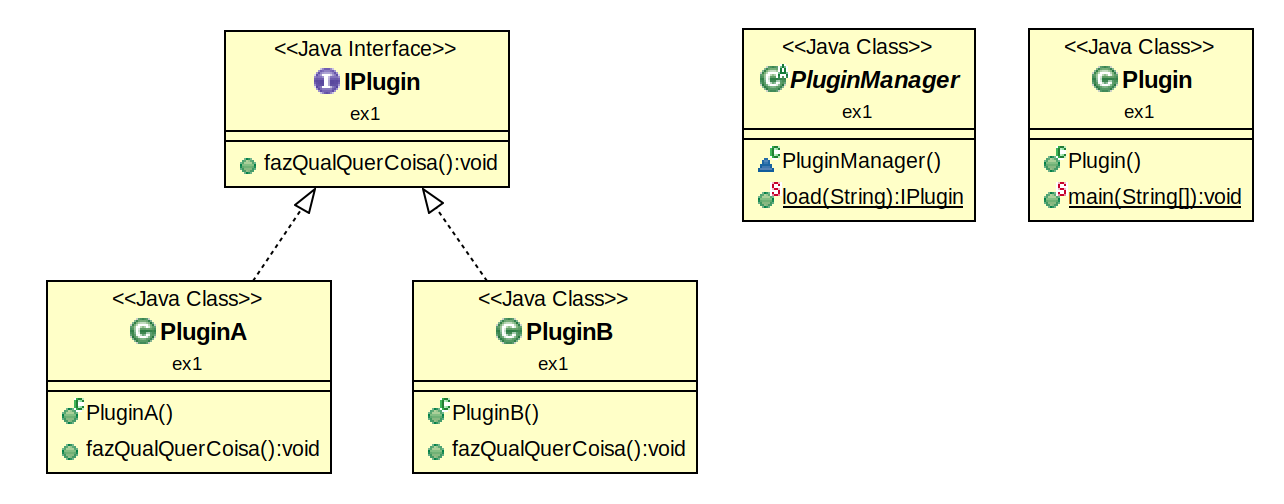 <<Java Interface>>
IPlugin
ex1
fazQualQuerCoisa():void
<<Java Class>>
PluginManager
ex1
PluginManager()
load(String):IPlugin
<<Java Class>>
Plugin
ex1
Plugin()
main(String[]):void
<<Java Class>>
PluginA
ex1
PluginA()
fazQualQuerCoisa():void
<<Java Class>>
PluginB
ex1
PluginB()
fazQualQuerCoisa():void